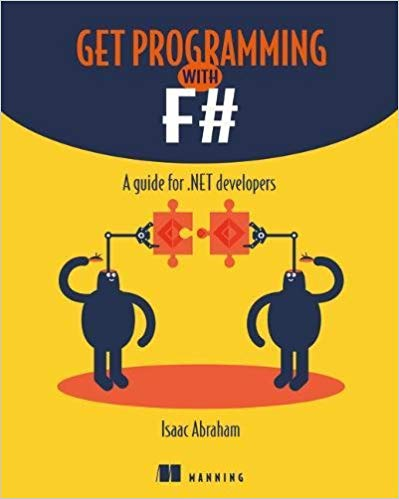 GET PROGRAMMING
WITH
F#
A guide for .NET developers
Isaac Abraham
MANNING